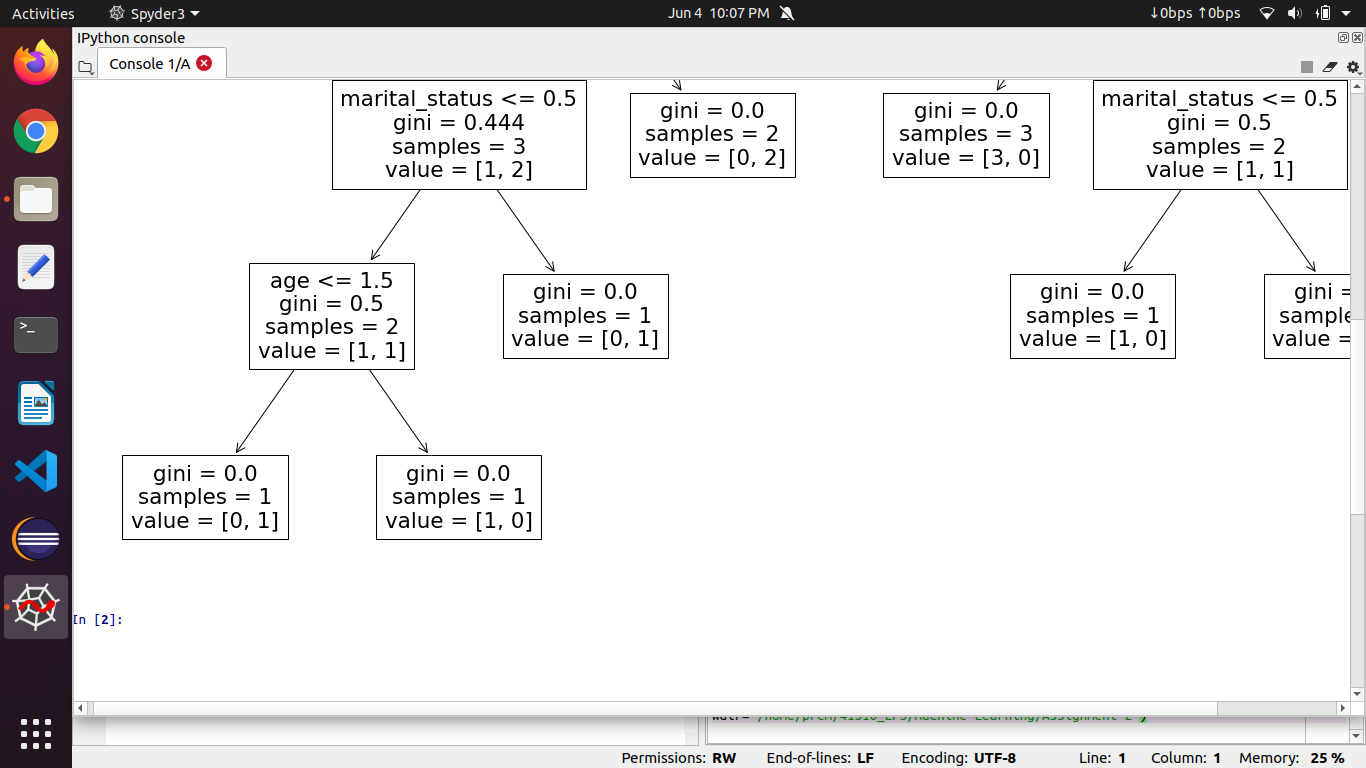 Activities
Spyder3
Jun 4 10:07 PM
↓0bps ↑0bps
IPython console
Console 1/A
marital_status <= 0.5
gini = 0.444
samples = 3
value = [1, 2]
gini = 0.0
samples = 2
value = [0, 2]
gini = 0.0
samples = 3
value = [3, 0]
marital_status <= 0.5
gini = 0.5
samples = 2
value = [1, 1]
age <= 1.5
gini = 0.5
samples = 2
value = [1, 1]
gini = 0.0
samples = 1
value = [0, 1]
gini = 0.0
samples = 1
value = [1, 0]
gini =
sample
value =
gini = 0.0
samples = 1
value = [0, 1]
gini = 0.0
samples = 1
value = [1, 0]
In [2]:
Permissions: RW End-of-lines: LF Encoding: UTF-8 Line: 1 Column: 1 Memory: 25 %